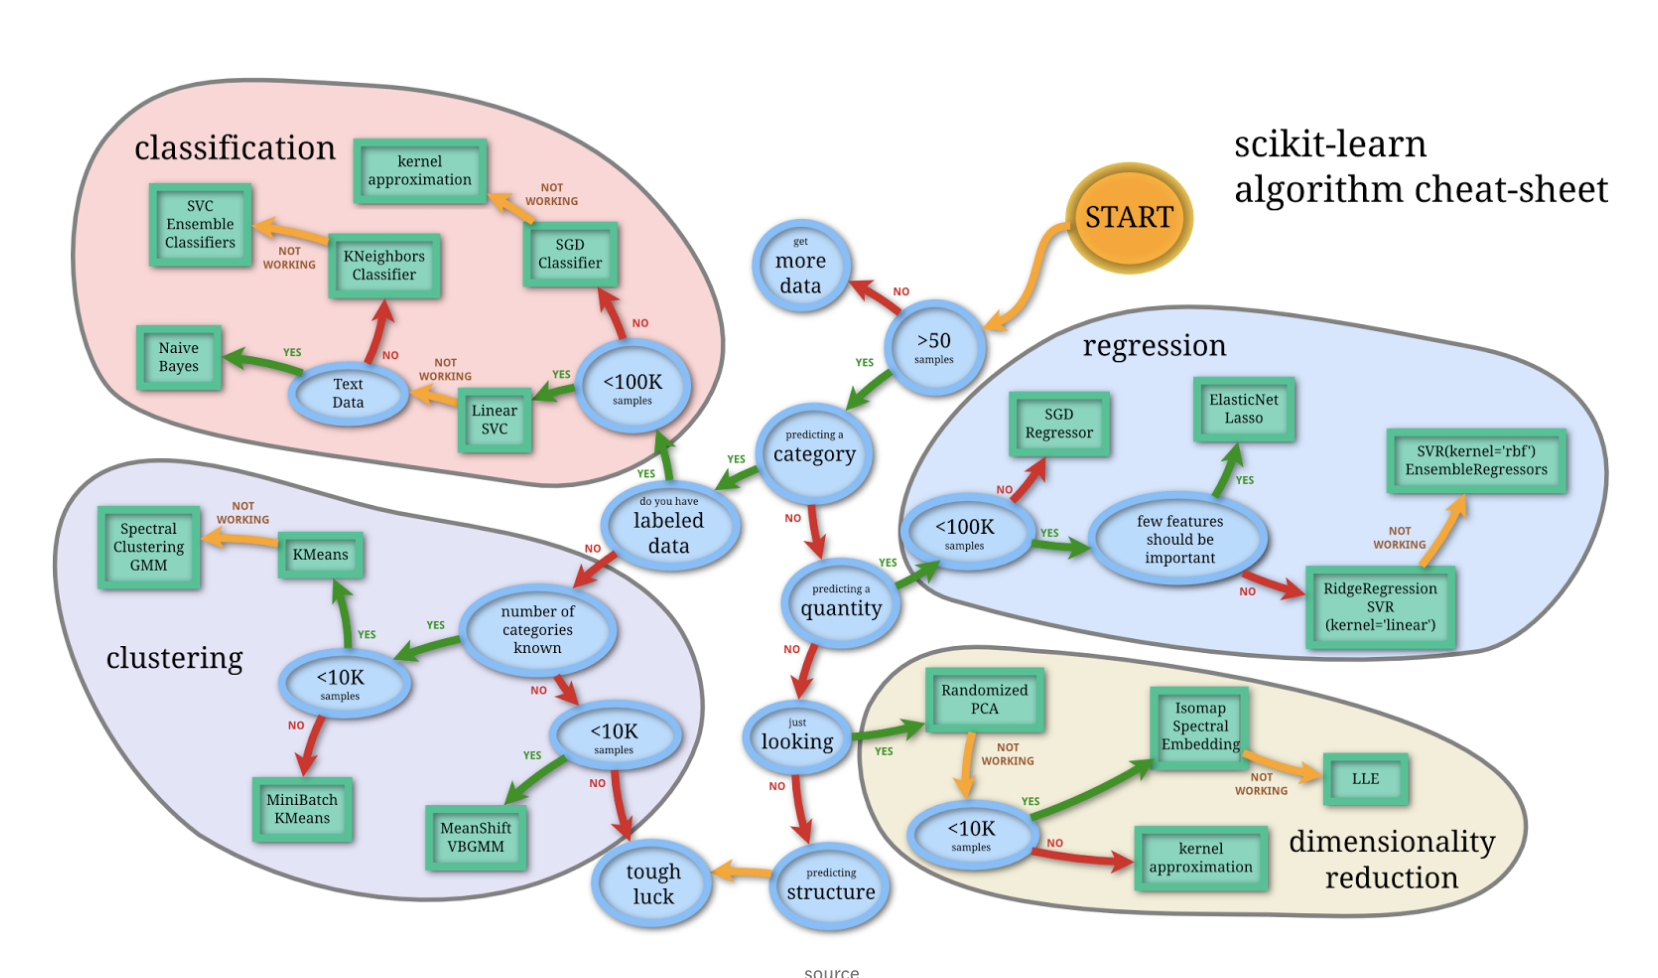 scikit-learn
algorithm cheat-sheet
START
classification
kernel
approximation
NOT
WORKING
SVC
Ensemble
Classifiers
NOT
WORKING
KNeighbors
Classifier
SGD
Classifier
NO
Naive
Bayes
YES
Text
Data
NO
NOT
WORKING
Linear
SVC
YES
<100K
samples
YES
get
more
data
NO
>50
samples
YES
predicting a
category
YES
do you have
labeled
data
NO
NO
predicting a
quantity
YES
NO
just
looking
YES
NO
predicting
structure
tough
luck
regression
SGD
Regressor
NO
<100K
samples
YES
ElasticNet
Lasso
YES
few features
should be
important
NO
SVR(kernel='rbf')
EnsembleRegressors
NOT
WORKING
RidgeRegression
SVR
(kernel='linear')
clustering
Spectral
Clustering
GMM
NOT
WORKING
KMeans
YES
<10K
samples
YES
number of
categories
known
NO
NO
MiniBatch
KMeans
<10K
samples
YES
NO
MeanShift
VBGMM
dimensionality
reduction
Randomized
PCA
NOT
WORKING
<10K
samples
YES
NO
Isomap
Spectral
Embedding
NOT
WORKING
LLE
kernel
approximation
source